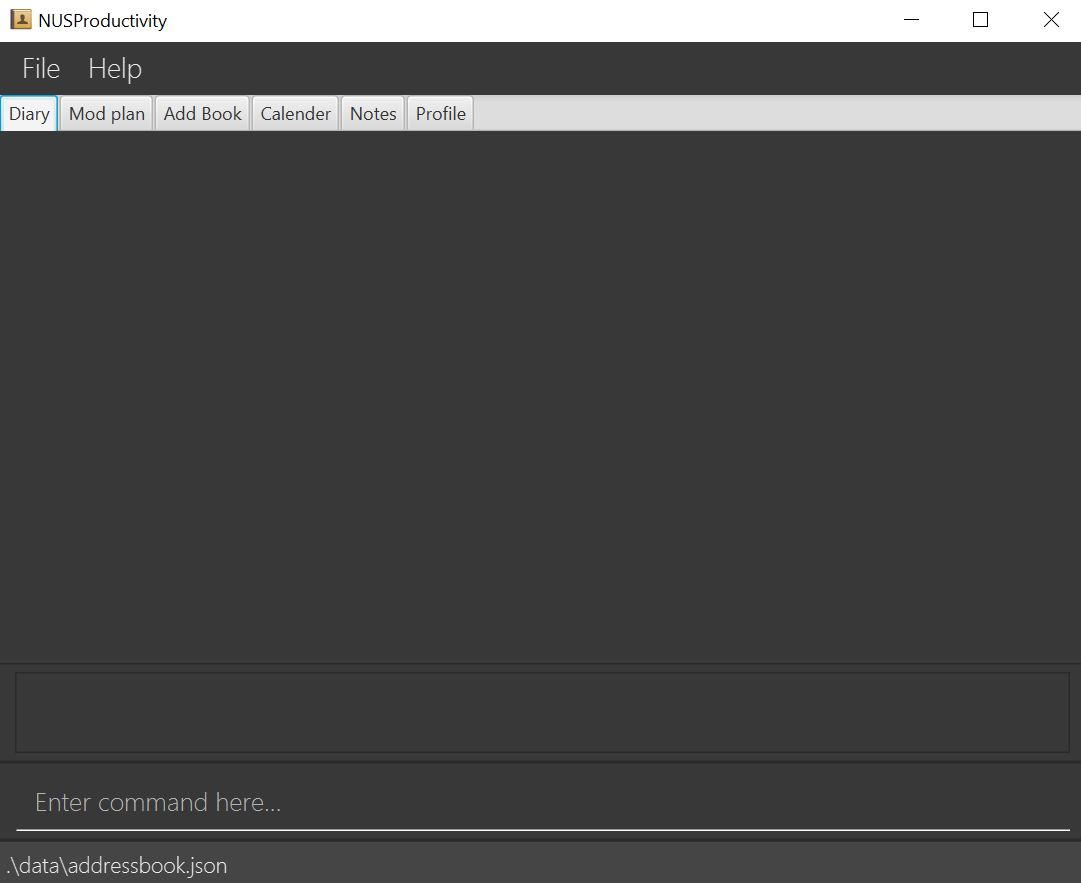 NUSProductivity
File Help
Diary Mod plan Add Book Calender Notes Profile
Enter command here...
.\data\addressbook.json